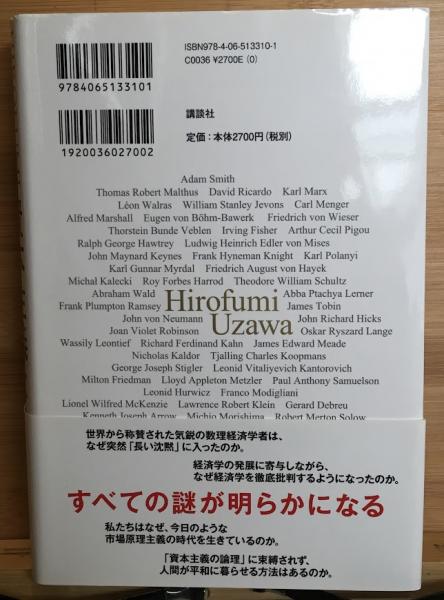 ISBN978-4-06-513310-1
C0036 ¥2700E (0)
9784065133101
講談社
定価：本体2700円（税別）
1920036027002
Adam Smith
Thomas Robert Malthus David Ricardo Karl Marx
Léon Walras William Stanley Jevons Carl Menger
Alfred Marshall Eugen von Böhm-Bawerk Friedrich von Wieser
Thorstein Bunde Veblen Irving Fisher Arthur Cecil Pigou
Ralph George Hawtrey Ludwig Heinrich Edler von Mises
John Maynard Keynes Frank Hyneman Knight Karl Polanyi
Karl Gunnar Myrdal Friedrich August von Hayek
Michał Kalecki Roy Forbes Harrod Theodore William Schultz
Abraham Wald Hirofumi Abba Ptachya Lerner
Frank Plumpton Ramsey James Tobin
John von Neumann Uzawa John Richard Hicks
Joan Violet Robinson Oskar Ryszard Lange
Wassily Leontief Richard Ferdinand Kahn James Edward Meade
Nicholas Kaldor Tjalling Charles Koopmans
George Joseph Stigler Leonid Vitaliyevich Kantorovich
Milton Friedman Lloyd Appleton Metzler Paul Anthony Samuelson
Leonid Hurwicz Franco Modigliani
Lionel Wilfred McKenzie Lawrence Robert Klein Gerard Debreu
Kenneth Joseph Arrow Michio Morishima Robert Merton Solow
世界から称賛された気鋭の数理経済学者は、
なぜ突然「長い沈黙」に入ったのか。
経済学の発展に寄与しながら、
なぜ経済学を徹底批判するようになったのか。
すべての謎が明らかになる
私たちはなぜ、今日のような
市場原理主義の時代を生きているのか。
「資本主義の論理」に束縛されず、
人間が平和に暮らせる方法はあるのか。